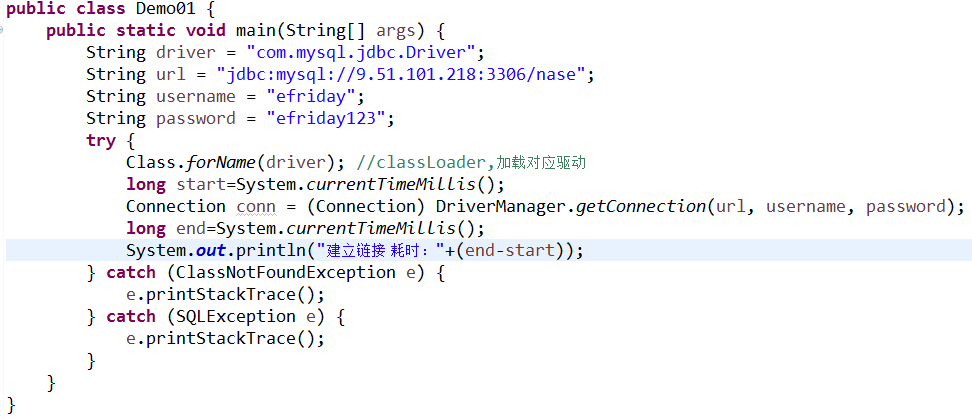 public class Demo01 {
    public static void main(String[] args) {
        String driver = "com.mysql.jdbc.Driver";
        String url = "jdbc:mysql://9.51.101.218:3306/nase";
        String username = "efriday";
        String password = "efriday123";
        try {
            Class.forName(driver); //classLoader,加载对应驱动
            long start=System.currentTimeMillis();
            Connection conn = (Connection) DriverManager.getConnection(url, username, password);
            long end=System.currentTimeMillis();
            System.out.println("建立链接 耗时："+(end-start));
        } catch (ClassNotFoundException e) {
            e.printStackTrace();
        } catch (SQLException e) {
            e.printStackTrace();
        }
    }
}